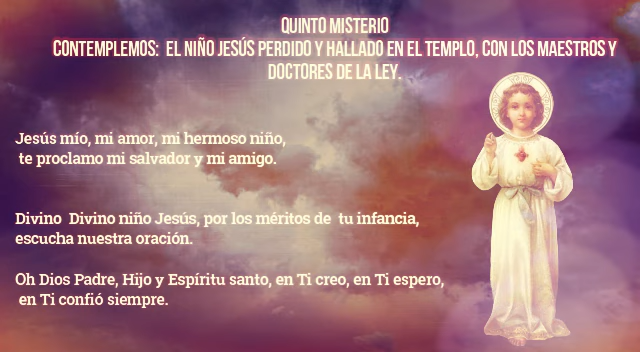 QUINTO MISTERIO
CONTEMPLEMOS: EL NIÑO JESÚS PERDIDO Y HALLADO EN EL TEMPLO, CON LOS MAESTROS Y
DOCTORES DE LA LEY.
Jesús mío, mi amor, mi hermoso niño,
te proclamo mi salvador y mi amigo.
Divino Divino niño Jesús, por los méritos de tu infancia,
escucha nuestra oración.
Oh Dios Padre, Hijo y Espíritu santo, en Ti creo, en Ti espero,
en Ti confió siempre.